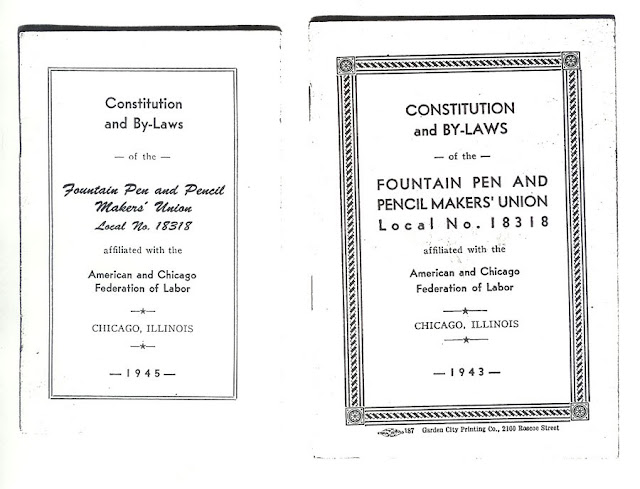 Constitution
and By-Laws
— of the —
Fountain Pen and Pencil
Makers' Union
Local No. 18318
affiliated with the
American and Chicago
Federation of Labor
CHICAGO, ILLINOIS
— 1945 —
CONSTITUTION
and BY-LAWS
— of the —
FOUNTAIN PEN AND
PENCIL MAKERS' UNION
Local No. 18318
affiliated with the
American and Chicago
Federation of Labor
CHICAGO, ILLINOIS
— 1943 —
187 Garden City Printing Co., 2160 Roscoe Street